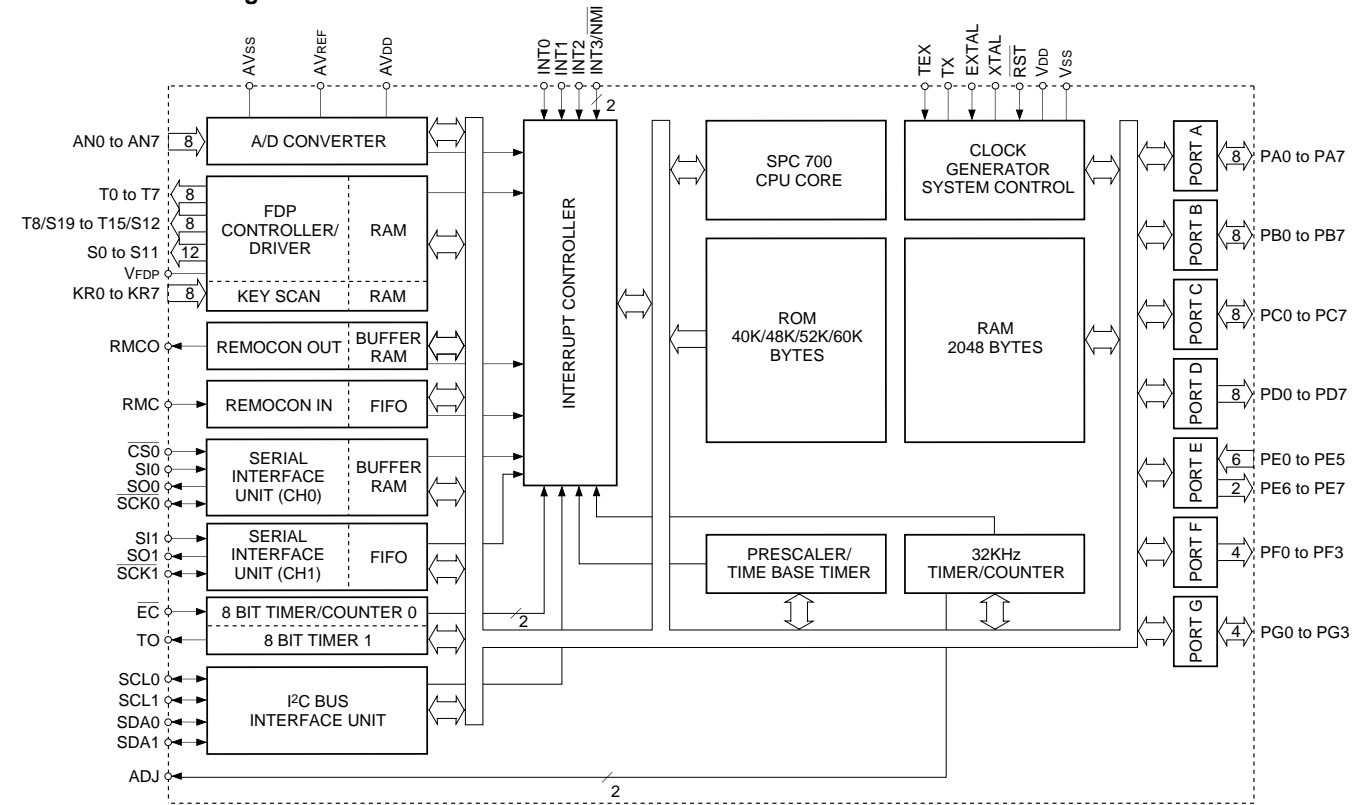 AVSS
AVREF
AVDD
INT0
INT1
INT2
INT3/NMI
2
TEX
TX
EXTAL
XTAL
RST
VDD
VSS
AN0 to AN7
8
A/D CONVERTER
T0 to T7
8
T8/S19 to T15/S12
8
S0 to S11
12
VFDP
KR0 to KR7
8
FDP
CONTROLLER/
DRIVER
RAM
KEY SCAN
RAM
RMCO
REMOCON OUT
BUFFER
RAM
RMC
REMOCON IN
FIFO
CS0
SI0
SO0
SCK0
SERIAL
INTERFACE
UNIT (CH0)
BUFFER
RAM
SI1
SO1
SCK1
SERIAL
INTERFACE
UNIT (CH1)
FIFO
EC
8 BIT TIMER/COUNTER 0
2
TO
8 BIT TIMER 1
SCL0
SCL1
SDA0
SDA1
I²C BUS
INTERFACE UNIT
ADJ
2
INTERRUPT CONTROLLER
SPC 700
CPU CORE
CLOCK
GENERATOR
SYSTEM CONTROL
ROM
40K/48K/52K/60K
BYTES
RAM
2048 BYTES
PRESCALER/
TIME BASE TIMER
32KHz
TIMER/COUNTER
PORT A
8
PA0 to PA7
PORT B
8
PB0 to PB7
PORT C
8
PC0 to PC7
PORT D
8
PD0 to PD7
PORT E
6
PE0 to PE5
2
PE6 to PE7
PORT F
4
PF0 to PF3
PORT G
4
PG0 to PG3